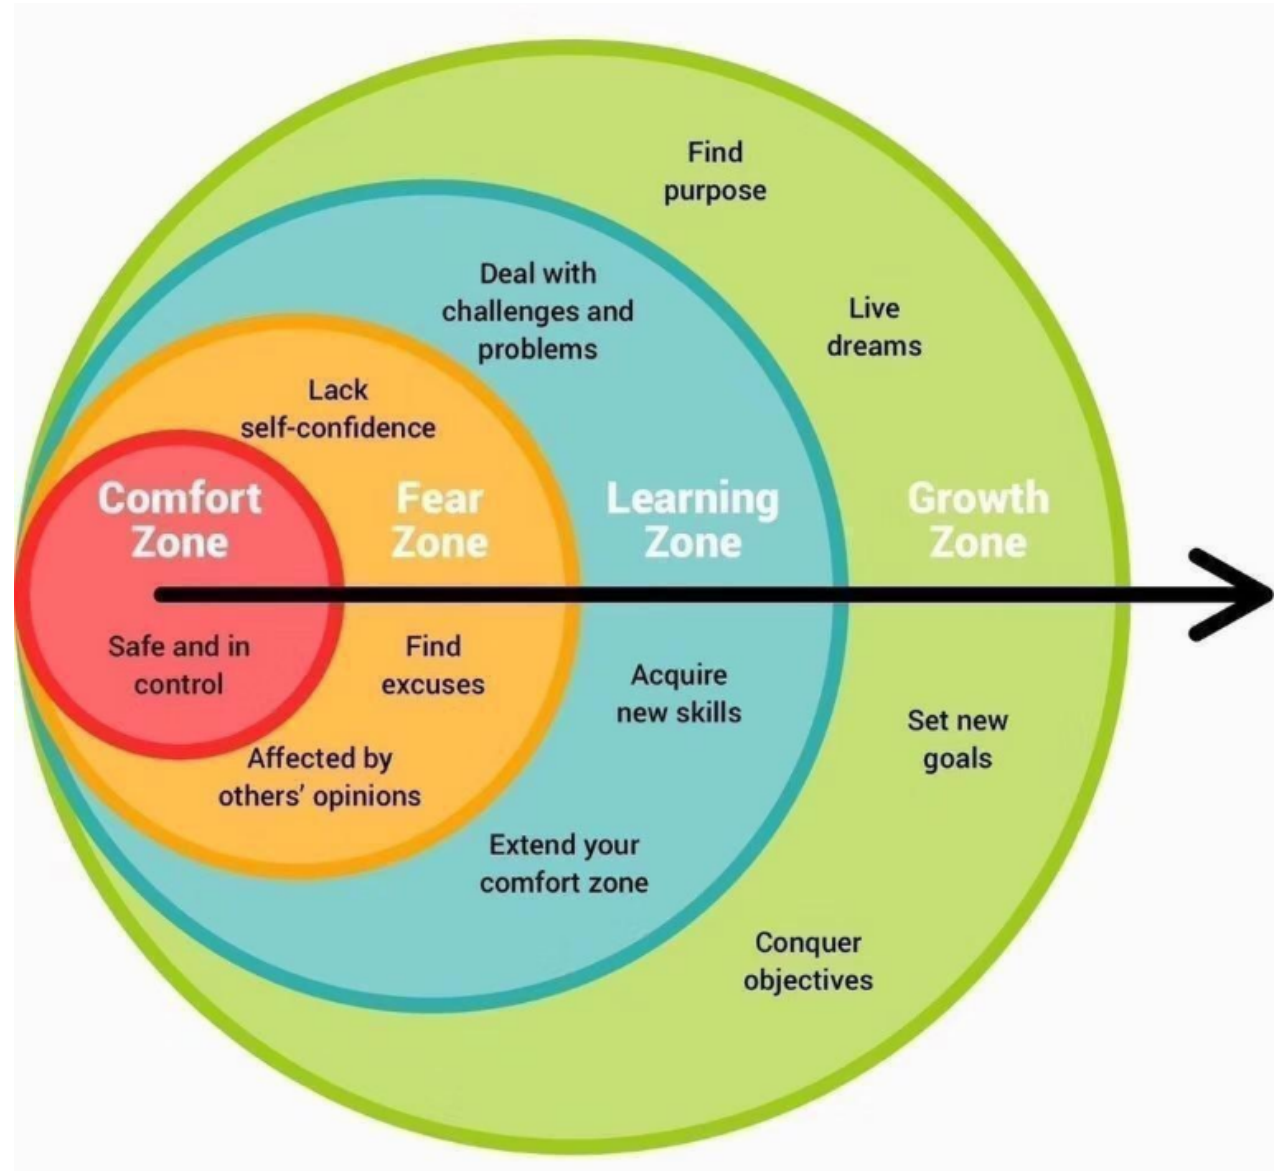 Find
purpose
Live
dreams
Deal with
challenges and
problems
Lack
self-confidence
Comfort
Zone
Fear
Zone
Learning
Zone
Growth
Zone
Safe and in
control
Find
excuses
Acquire
new skills
Set new
goals
Affected by
others’ opinions
Extend your
comfort zone
Conquer
objectives